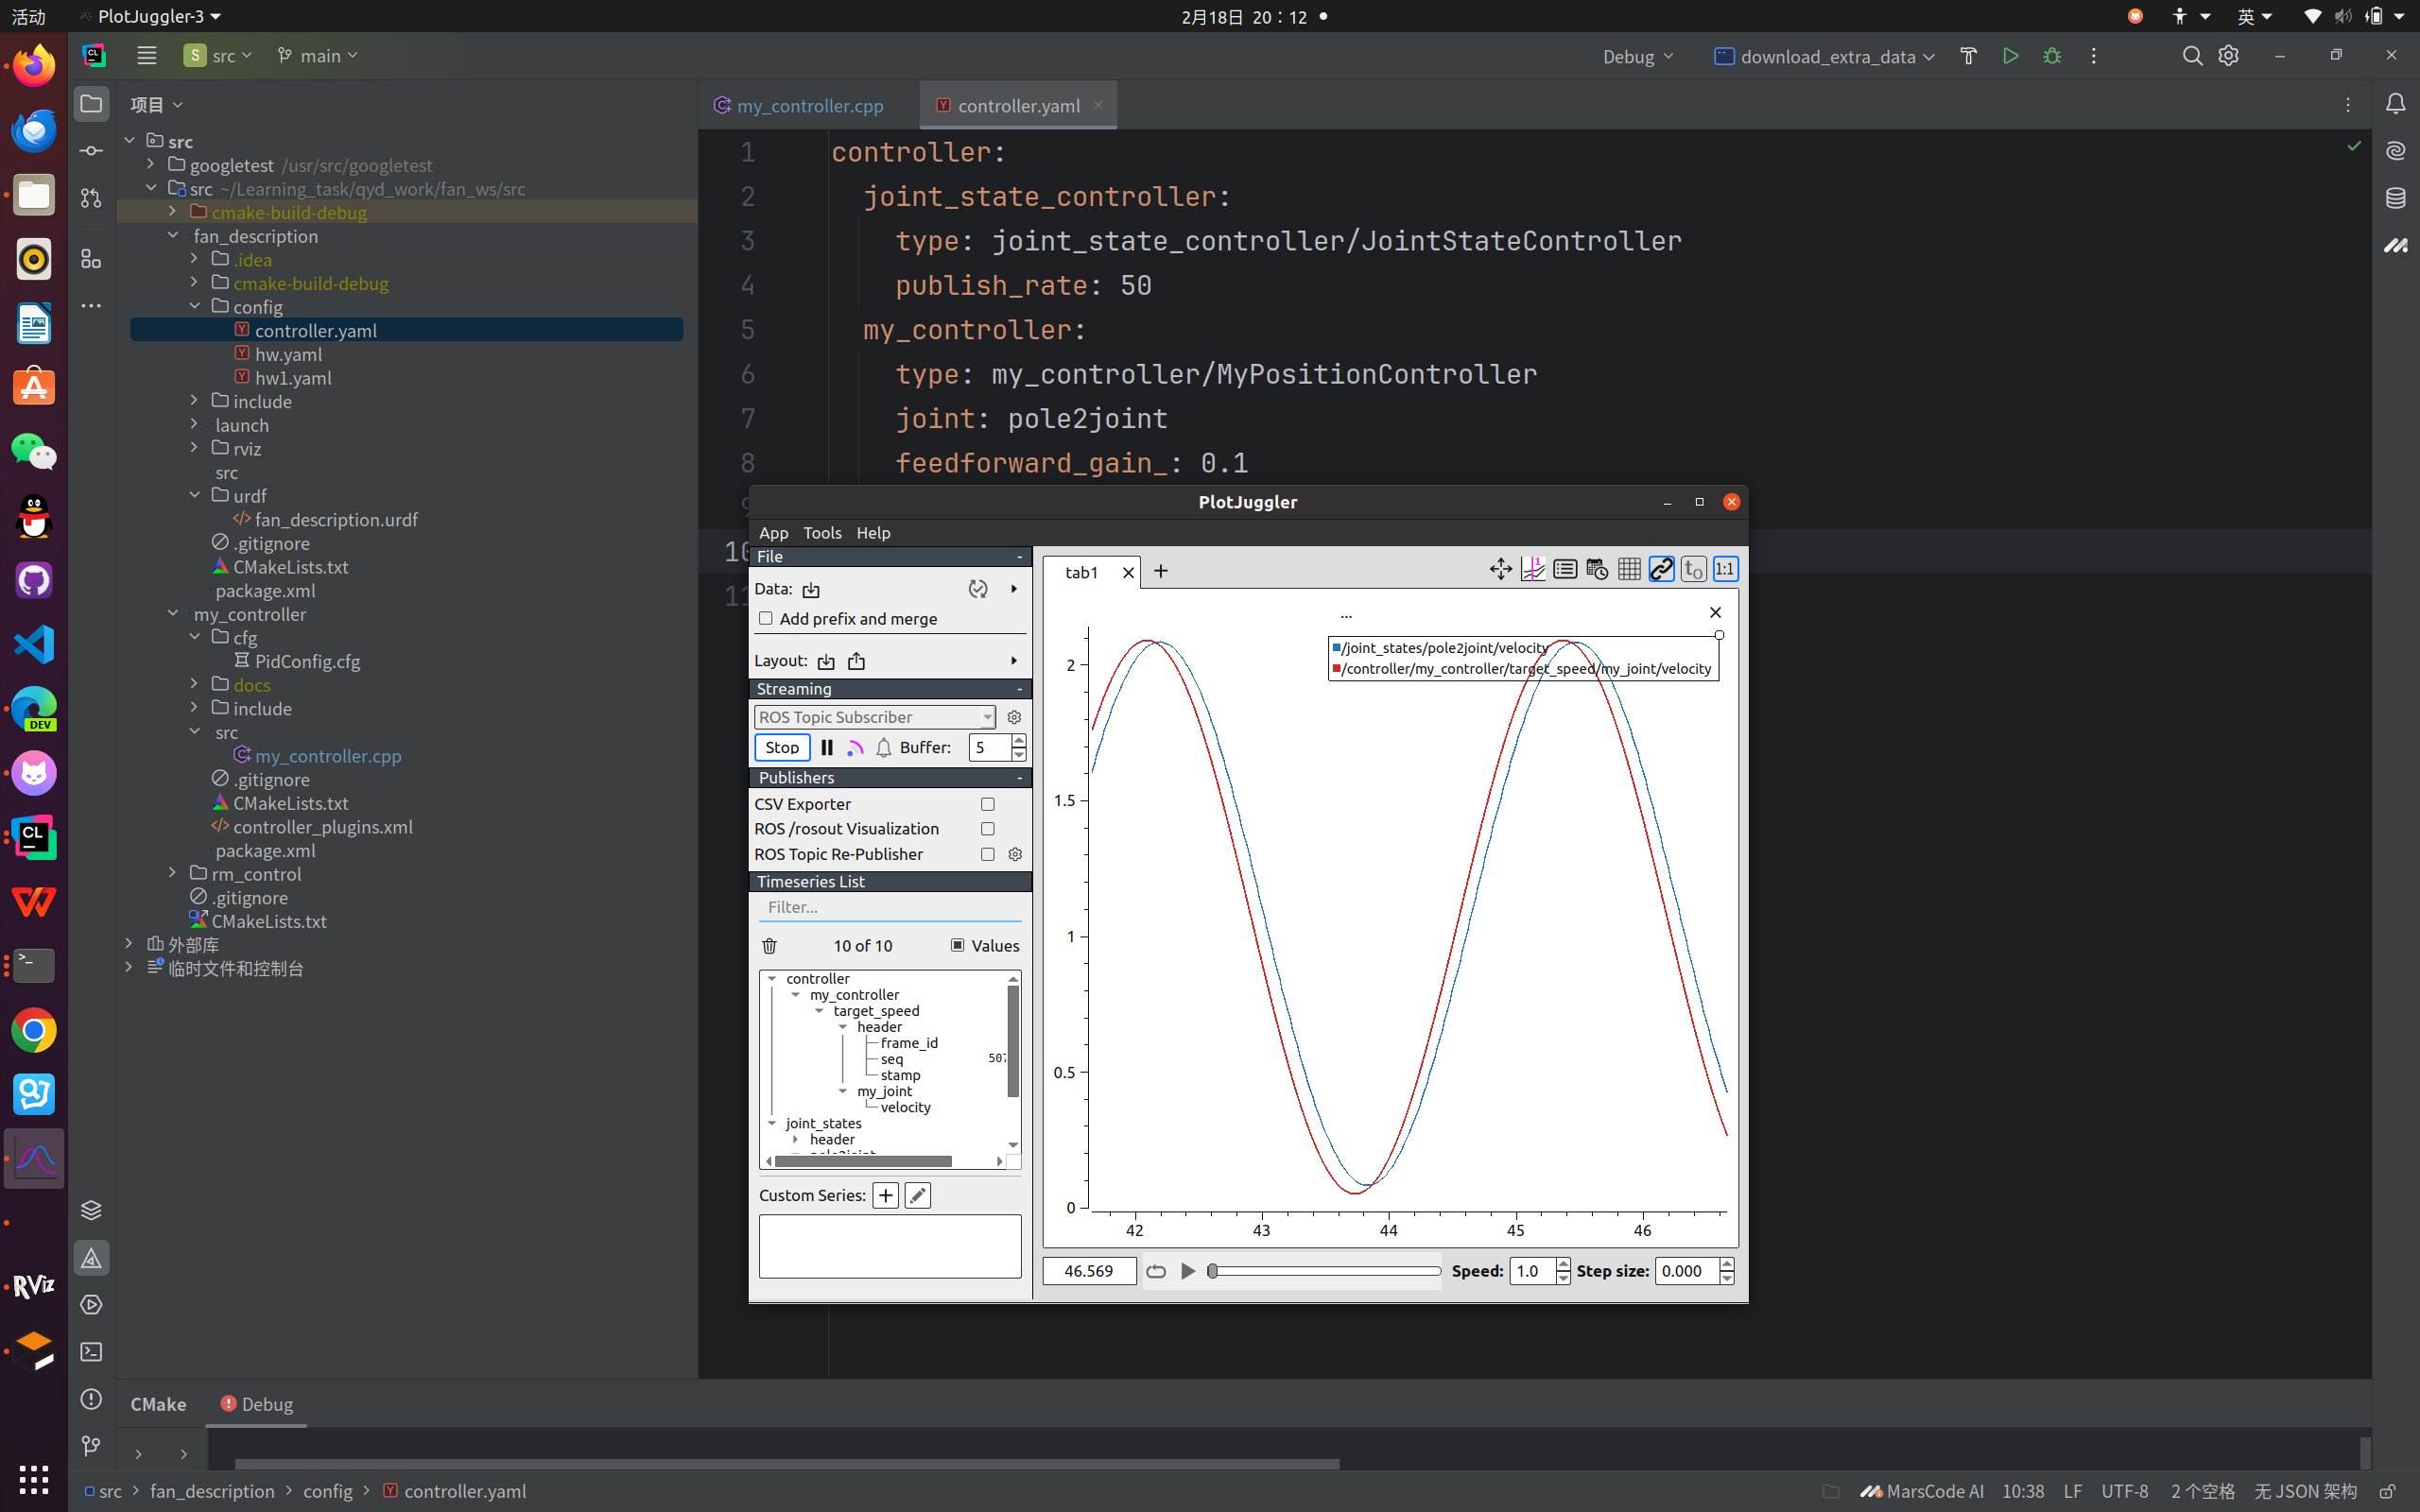 活动
PlotJuggler-3
2月18日 20：12
英
S src
main
Debug
download_extra_data
项目
my_controller.cpp
controller.yaml
src
googletest /usr/src/googletest
src ~/Learning_task/qyd_work/fan_ws/src
cmake-build-debug
fan_description
.idea
cmake-build-debug
config
controller.yaml
hw.yaml
hw1.yaml
include
launch
rviz
src
urdf
fan_description.urdf
.gitignore
CMakeLists.txt
package.xml
my_controller
cfg
PidConfig.cfg
docs
include
src
my_controller.cpp
.gitignore
CMakeLists.txt
controller_plugins.xml
package.xml
rm_control
.gitignore
CMakeLists.txt
外部库
临时文件和控制台
1 controller:
2 joint_state_controller:
3 type: joint_state_controller/JointStateController
4 publish_rate: 50
5 my_controller:
6 type: my_controller/MyPositionController
7 joint: pole2joint
8 feedforward_gain_: 0.1
PlotJuggler
App Tools Help
File -
Data:
Add prefix and merge
Layout:
Streaming -
ROS Topic Subscriber
Stop
Buffer: 5
Publishers -
CSV Exporter
ROS /rosout Visualization
ROS Topic Re-Publisher
Timeseries List
Filter...
10 of 10
Values
controller
my_controller
target_speed
header
frame_id
seq 507
stamp
my_joint
velocity
joint_states
header
pole2joint
Custom Series:
tab1
1:1
...
/joint_states/pole2joint/velocity
/controller/my_controller/target_speed/my_joint/velocity
2
1.5
1
0.5
0
42 43 44 45 46
46.569
Speed: 1.0
Step size: 0.000
DEV
CL
RViz
CMake
Debug
src > fan_description > config > controller.yaml
MarsCode AI
10:38
LF
UTF-8
2 个空格
无 JSON 架构